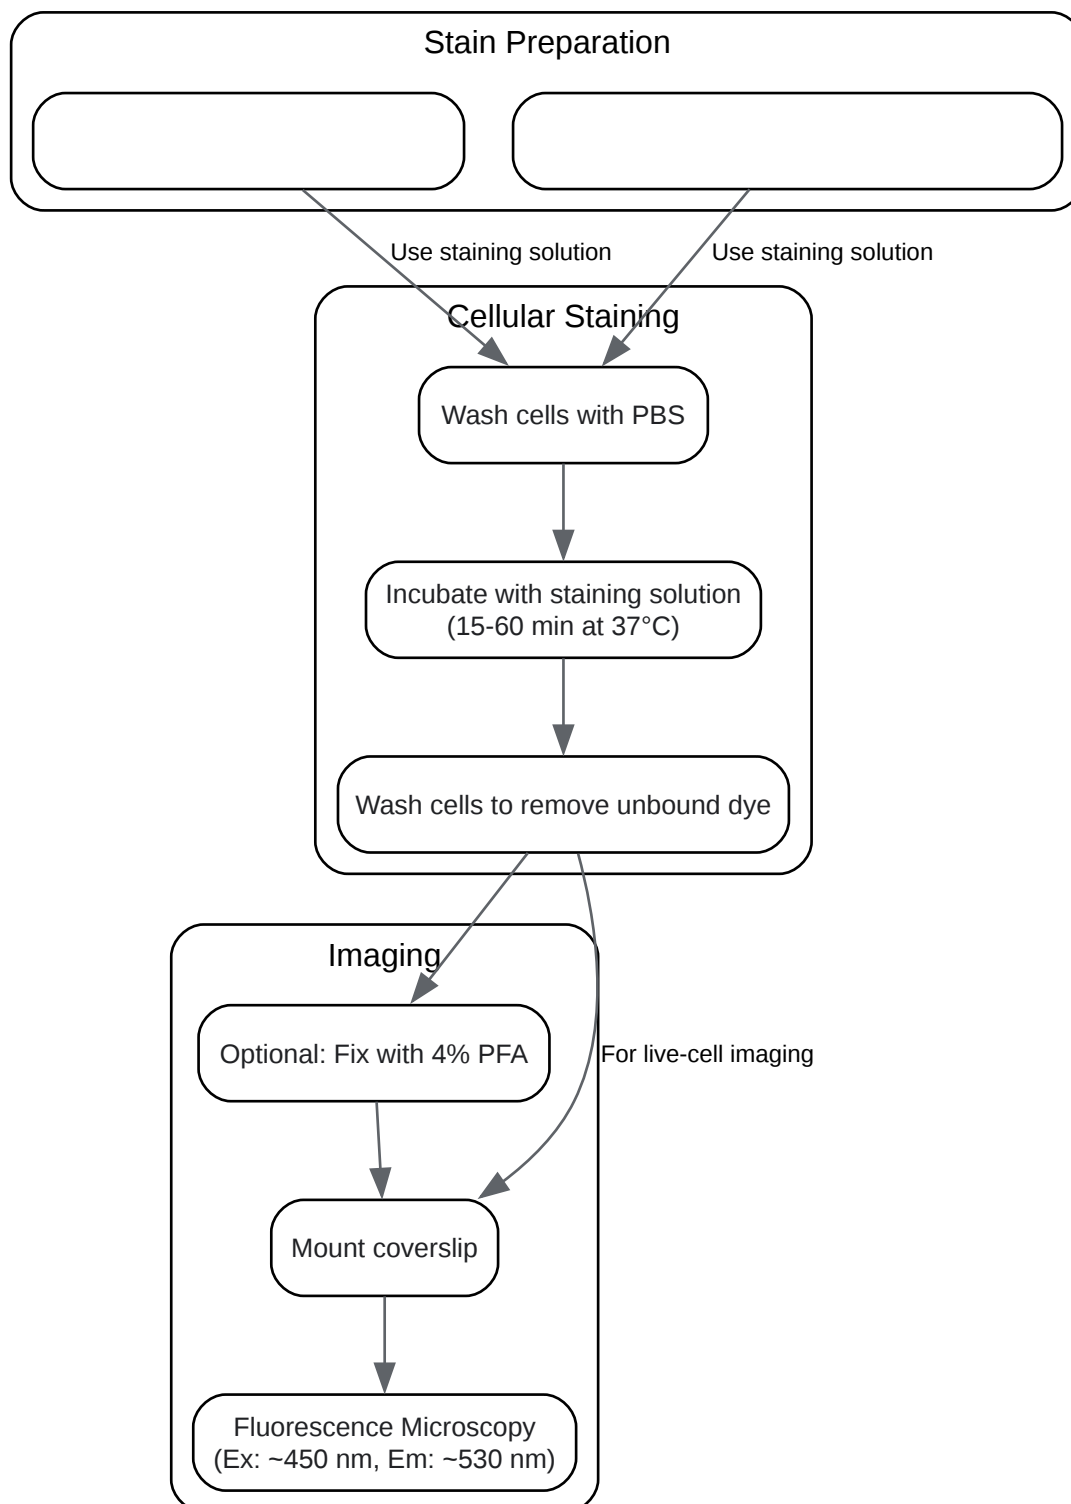 Stain Preparation
Use staining solution
Use staining solution
Cellular Staining
Wash cells with PBS
Incubate with staining solution
(15-60 min at 37°C)
Wash cells to remove unbound dye
Imaging
Optional: Fix with 4% PFA
For live-cell imaging
Mount coverslip
Fluorescence Microscopy
(Ex: ~450 nm, Em: ~530 nm)